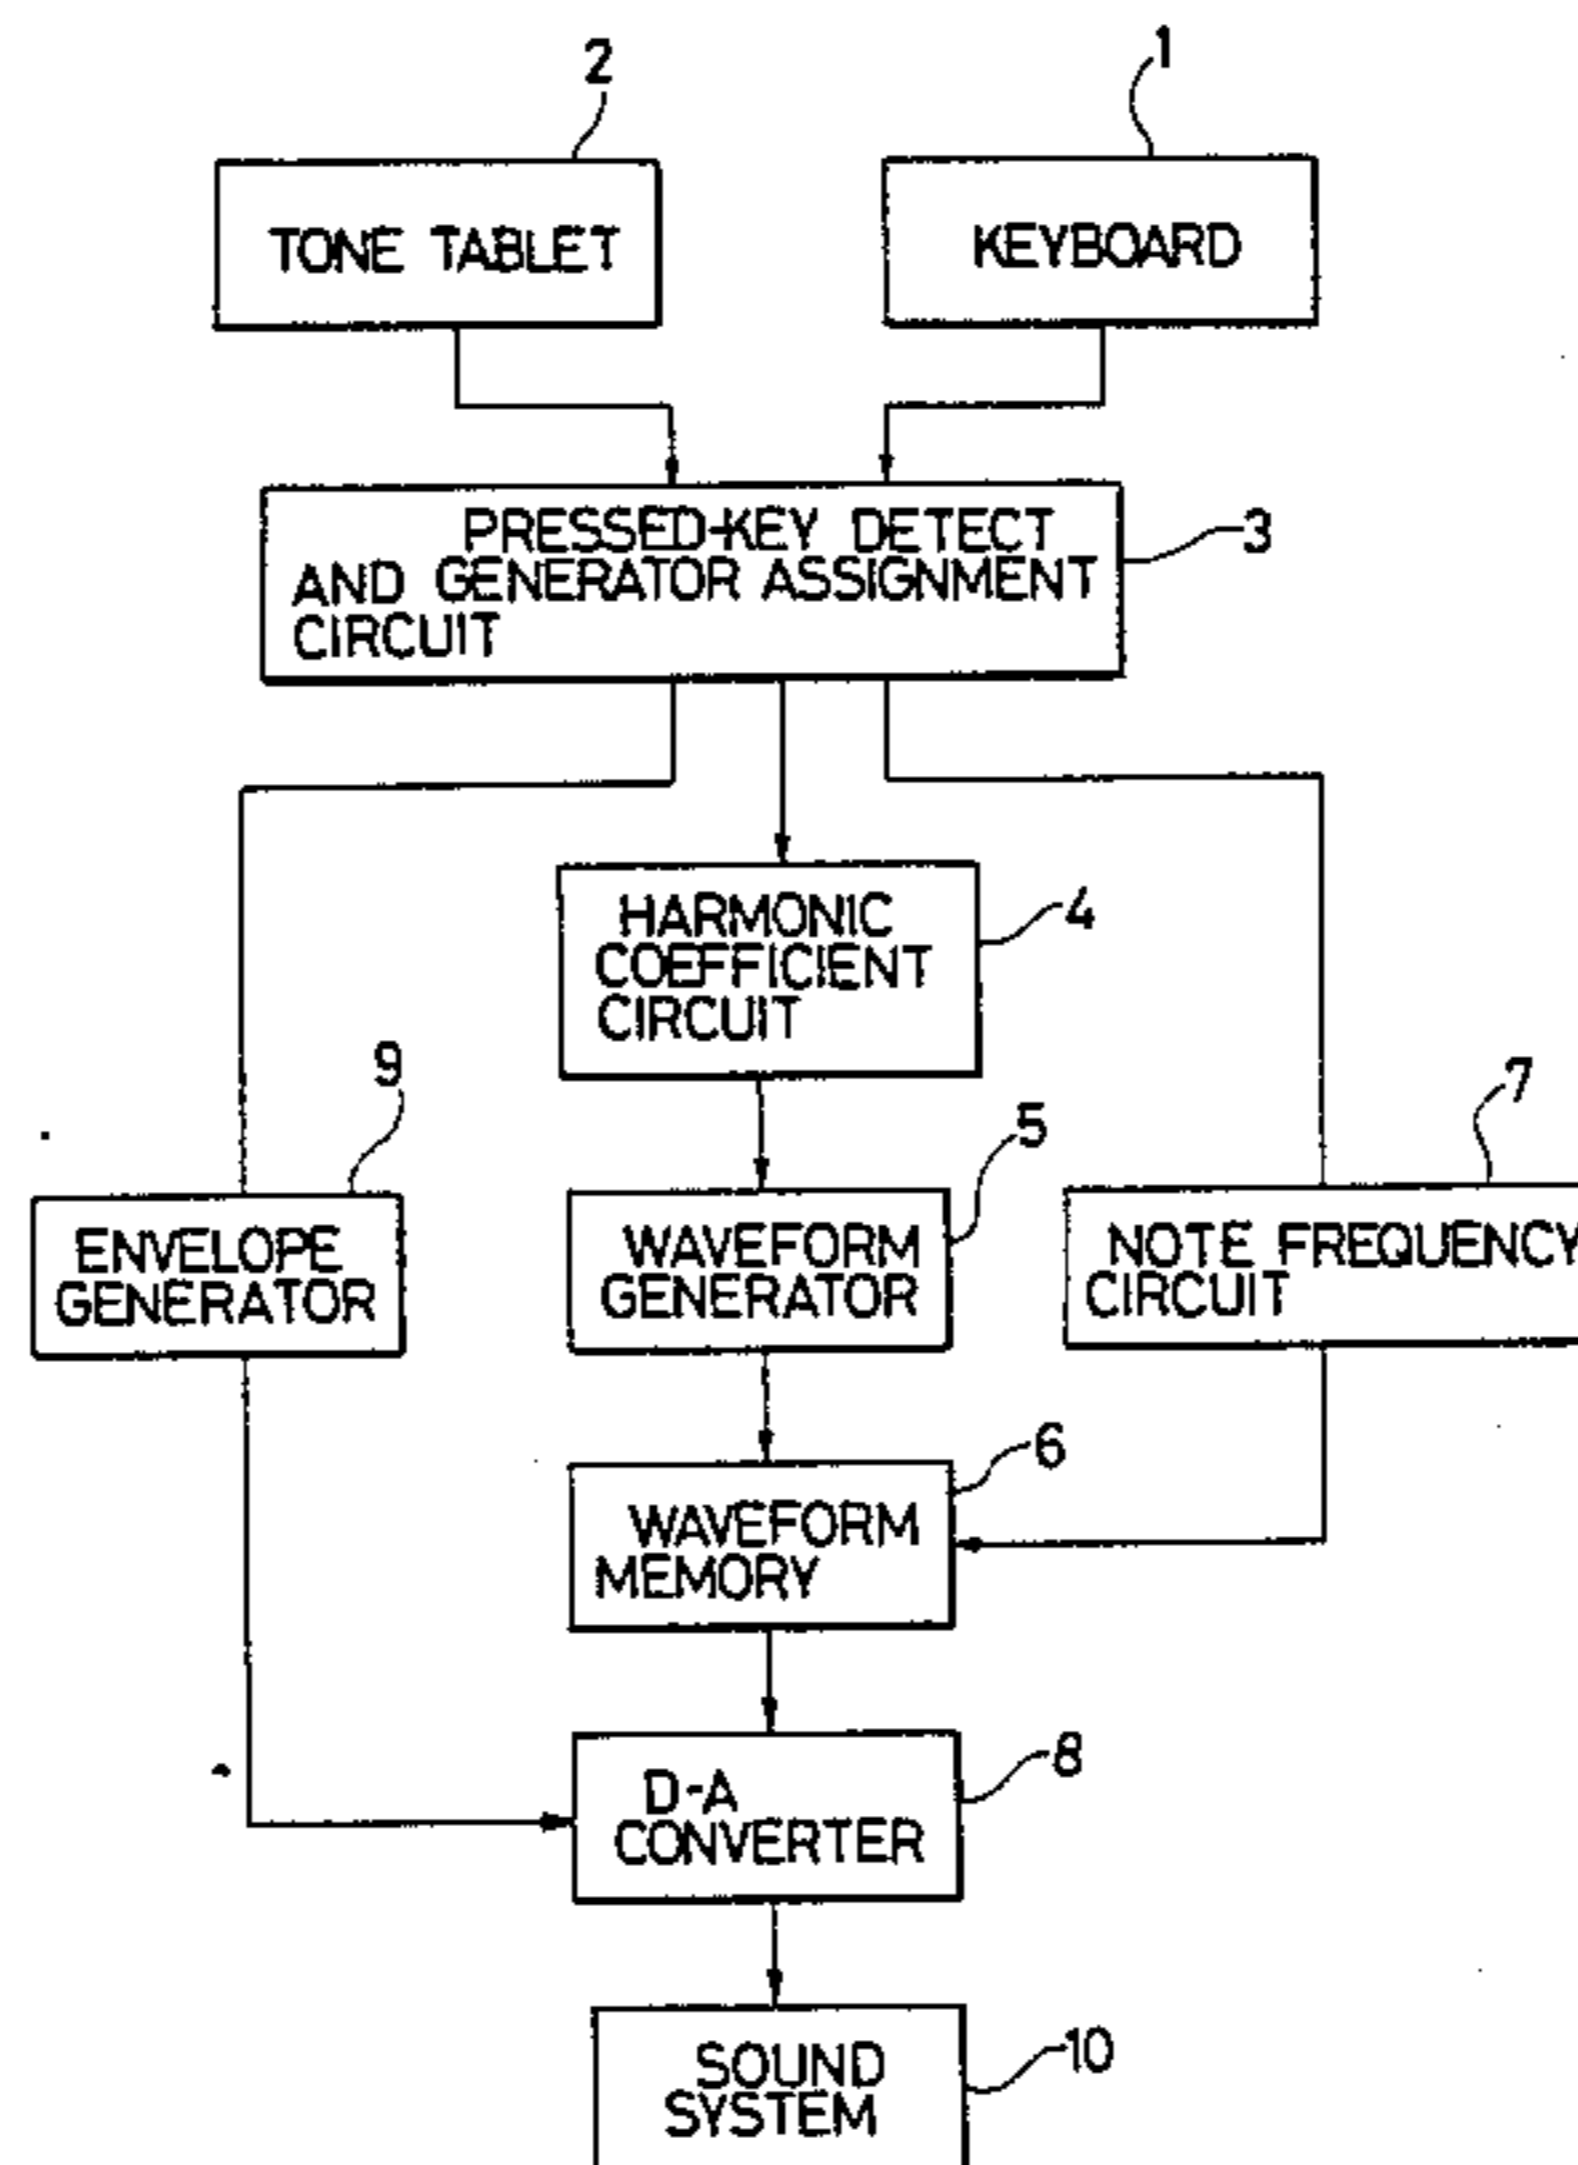 2
1
TONE TABLET
KEYBOARD
PRESSED-KEY DETECT
AND GENERATOR ASSIGNMENT
CIRCUIT
3
HARMONIC
COEFFICIENT
CIRCUIT
4
9
5
7
ENVELOPE
GENERATOR
WAVEFORM
GENERATOR
NOTE FREQUENCY
CIRCUIT
6
WAVEFORM
MEMORY
8
D-A
CONVERTER
SOUND
SYSTEM
10